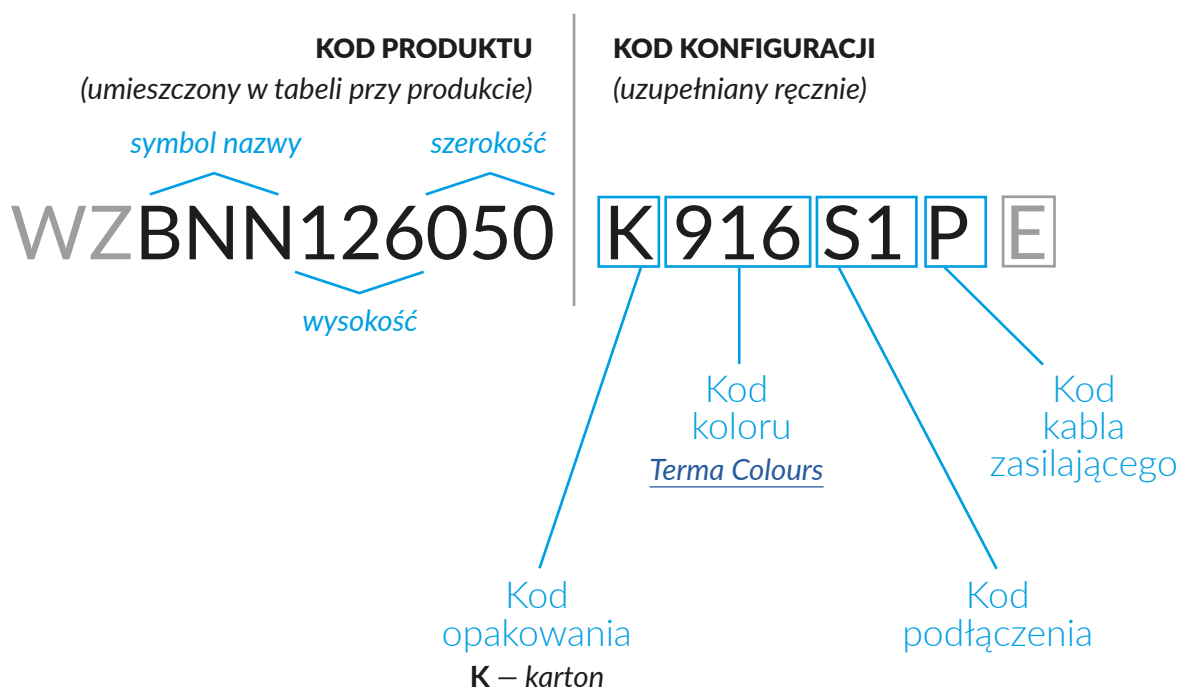 KOD PRODUKTU
(umieszczony w tabeli przy produkcie)
KOD KONFIGURACJI
(uzupełniany ręcznie)
symbol nazwy
szerokość
WZBNN126050
K 916 S1 P E
wysokość
Kod
koloru
Terma Colours
Kod
kabla
zasilającego
Kod
opakowania
K – karton
Kod
podłączenia